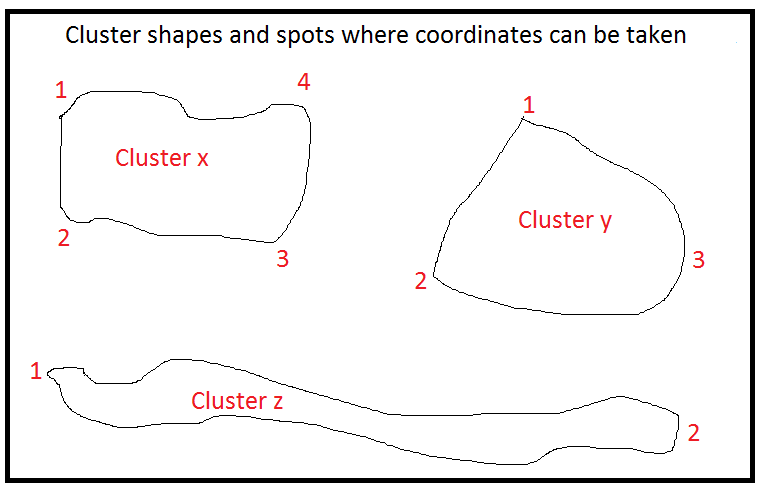 Cluster shapes and spots where coordinates can be taken
1
4
Cluster x
2
3
1
Cluster y
2
3
1
Cluster z
2